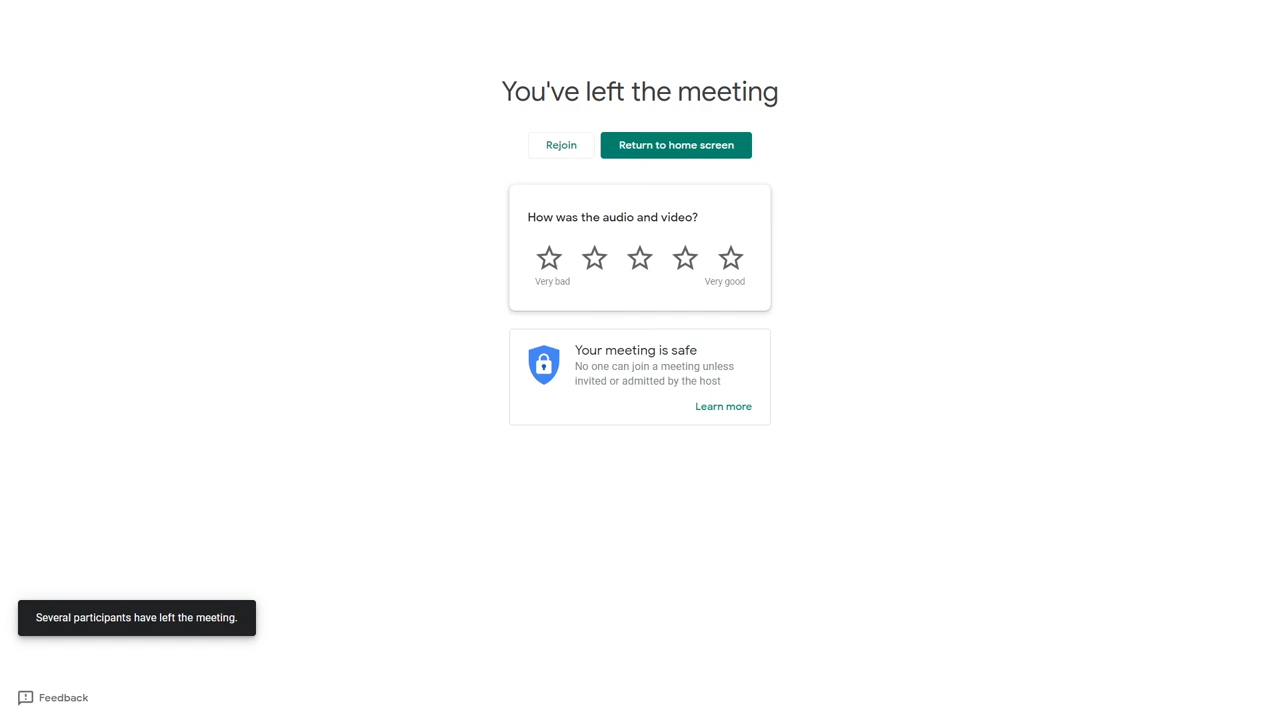 You've left the meeting
Rejoin
Return to home screen
How was the audio and video?
Very bad
Very good
Your meeting is safe
No one can join a meeting unless
invited or admitted by the host
Learn more
Several participants have left the meeting.
Feedback